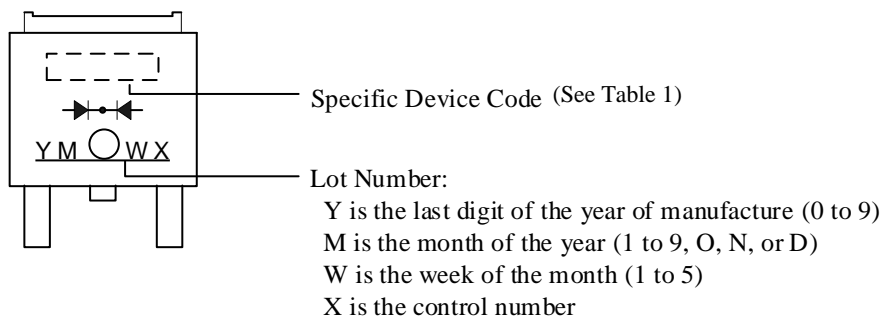 Specific Device Code (See Table 1)
Y M W X
Lot Number:
Y is the last digit of the year of manufacture (0 to 9)
M is the month of the year (1 to 9, O, N, or D)
W is the week of the month (1 to 5)
X is the control number